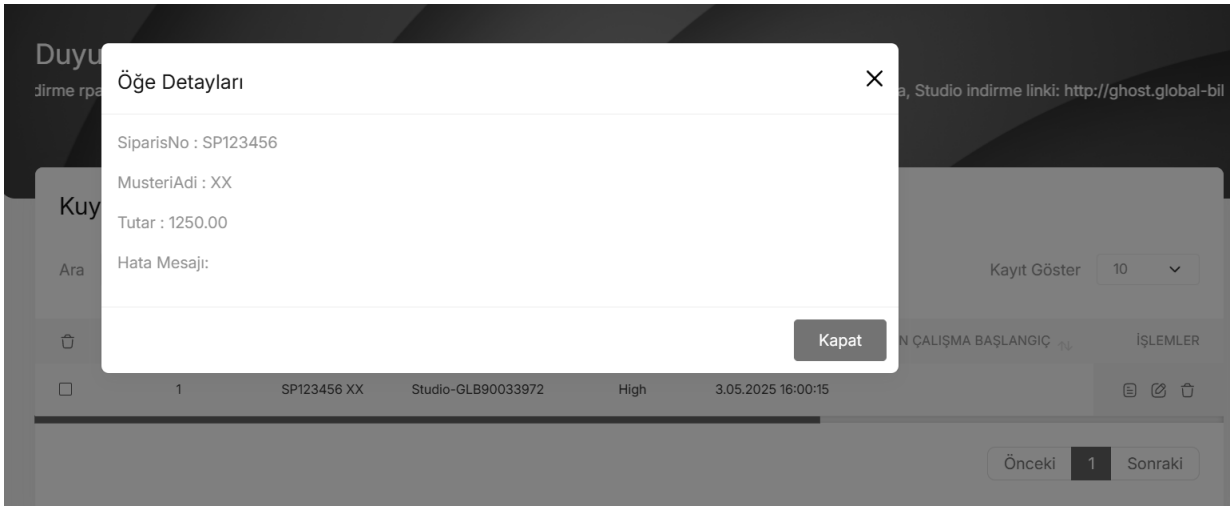 Duyu
dirme rpa
a, Studio indirme linki: http://ghost.global-bil
Öğe Detayları
SiparisNo : SP123456
MusteriAdi : XX
Tutar : 1250.00
Hata Mesajı:
Kapat
Kuy
Ara
Kayıt Göster 10
N ÇALIŞMA BAŞLANGIÇ İŞLEMLER
1 SP123456 XX Studio-GLB90033972 High 3.05.2025 16:00:15
Önceki 1 Sonraki